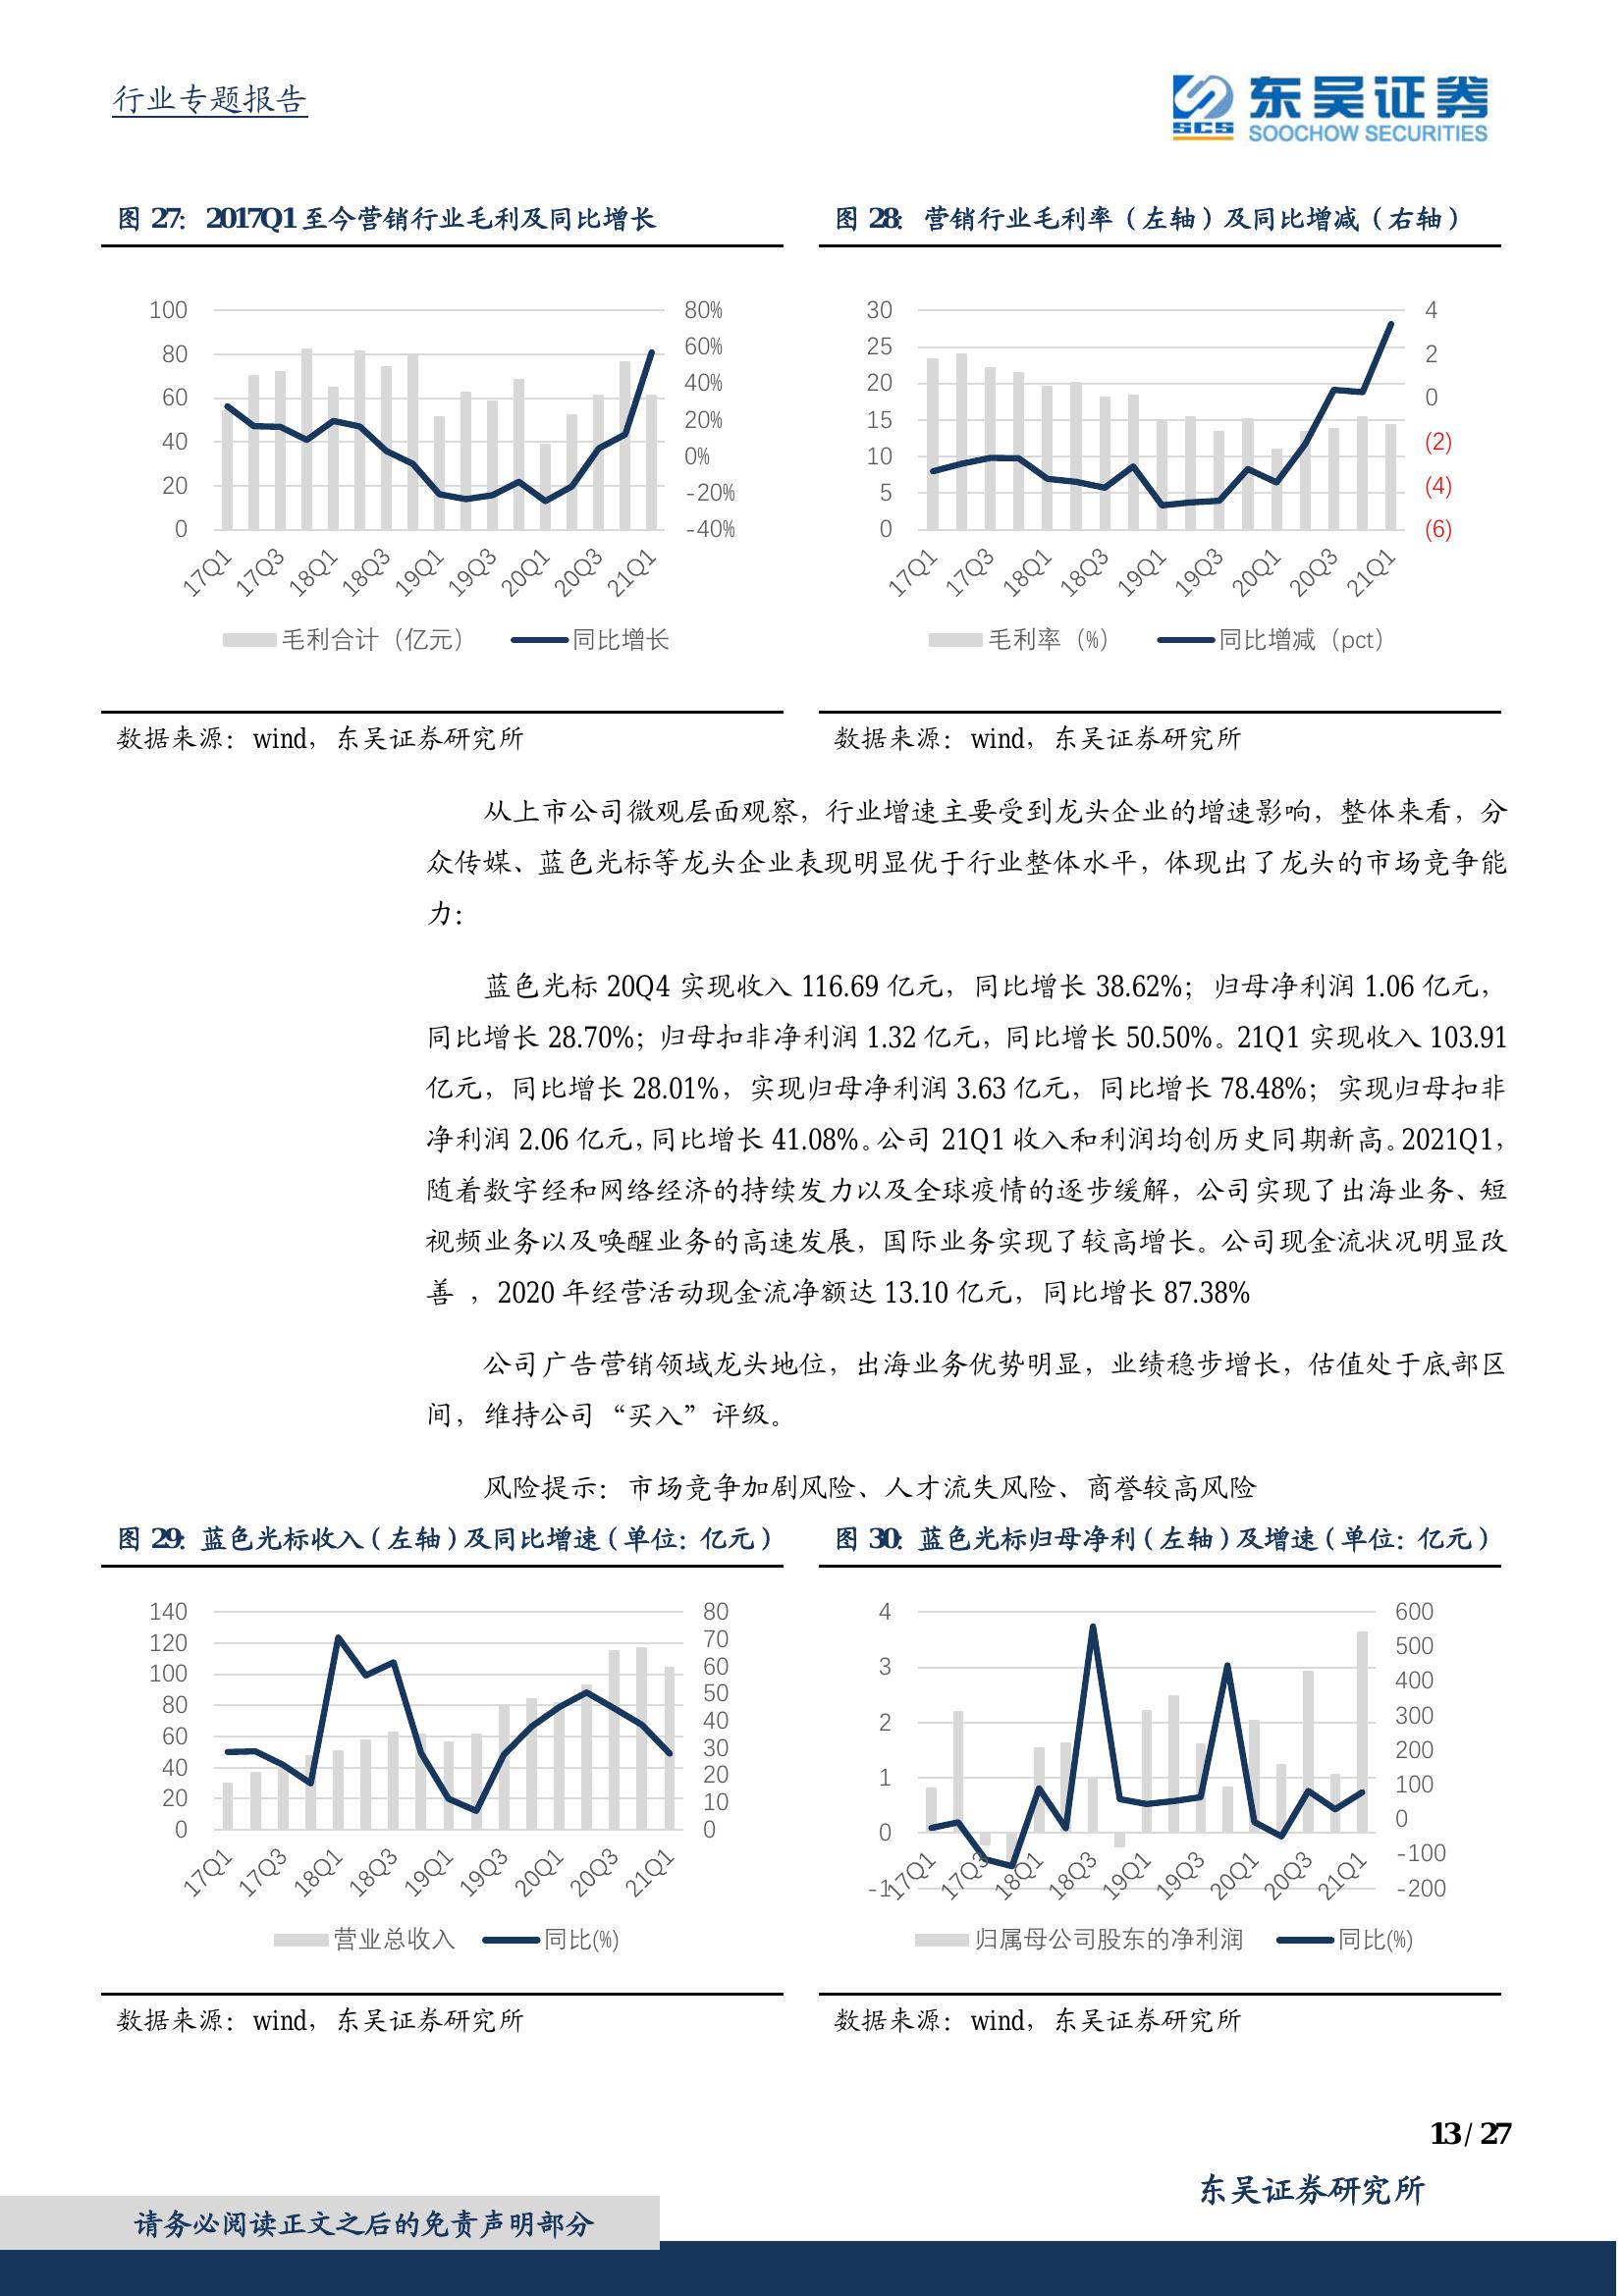 行业专题报告
SCS
东吴证券
SOOCHOW SECURITIES
图 27： 2017Q1 至今营销行业毛利及同比增长
100
80
60
40
20
0
80%
60%
40%
20%
0%
-20%
-40%
17Q1
17Q3
18Q1
18Q3
19Q1
19Q3
20Q1
20Q3
21Q1
毛利合计（亿元）
同比增长
数据来源：wind，东吴证券研究所
图 28： 营销行业毛利率（左轴）及同比增减（右轴）
30
25
20
15
10
5
0
4
2
0
(2)
(4)
(6)
17Q1
17Q3
18Q1
18Q3
19Q1
19Q3
20Q1
20Q3
21Q1
毛利率（%）
同比增减（pct）
数据来源：wind，东吴证券研究所
从上市公司微观层面观察，行业增速主要受到龙头企业的增速影响，整体来看，分
众传媒、蓝色光标等龙头企业表现明显优于行业整体水平，体现出了龙头的市场竞争能
力：
蓝色光标 20Q4 实现收入 116.69 亿元，同比增长 38.62%；归母净利润 1.06 亿元，
同比增长 28.70%；归母扣非净利润 1.32 亿元，同比增长 50.50%。21Q1 实现收入 103.91
亿元，同比增长 28.01%，实现归母净利润 3.63 亿元，同比增长 78.48%；实现归母扣非
净利润 2.06 亿元，同比增长 41.08%。公司 21Q1 收入和利润均创历史同期新高。2021Q1，
随着数字经和网络经济的持续发力以及全球疫情的逐步缓解，公司实现了出海业务、短
视频业务以及唤醒业务的高速发展，国际业务实现了较高增长。公司现金流状况明显改
善 ，2020 年经营活动现金流净额达 13.10 亿元，同比增长 87.38%
公司广告营销领域龙头地位，出海业务优势明显，业绩稳步增长，估值处于底部区
间，维持公司“买入”评级。
风险提示：市场竞争加剧风险、人才流失风险、商誉较高风险
图 29：蓝色光标收入（左轴）及同比增速（单位：亿元）
140
120
100
80
60
40
20
0
80
70
60
50
40
30
20
10
0
17Q1
17Q3
18Q1
18Q3
19Q1
19Q3
20Q1
20Q3
21Q1
营业总收入
同比(%)
数据来源：wind，东吴证券研究所
图 30：蓝色光标归母净利（左轴）及增速（单位：亿元）
4
3
2
1
0
-1
600
500
400
300
200
100
0
-100
-200
17Q1
17Q3
18Q1
18Q3
19Q1
19Q3
20Q1
20Q3
21Q1
归属母公司股东的净利润
同比(%)
数据来源：wind，东吴证券研究所
13 / 27
东吴证券研究所
请务必阅读正文之后的免责声明部分